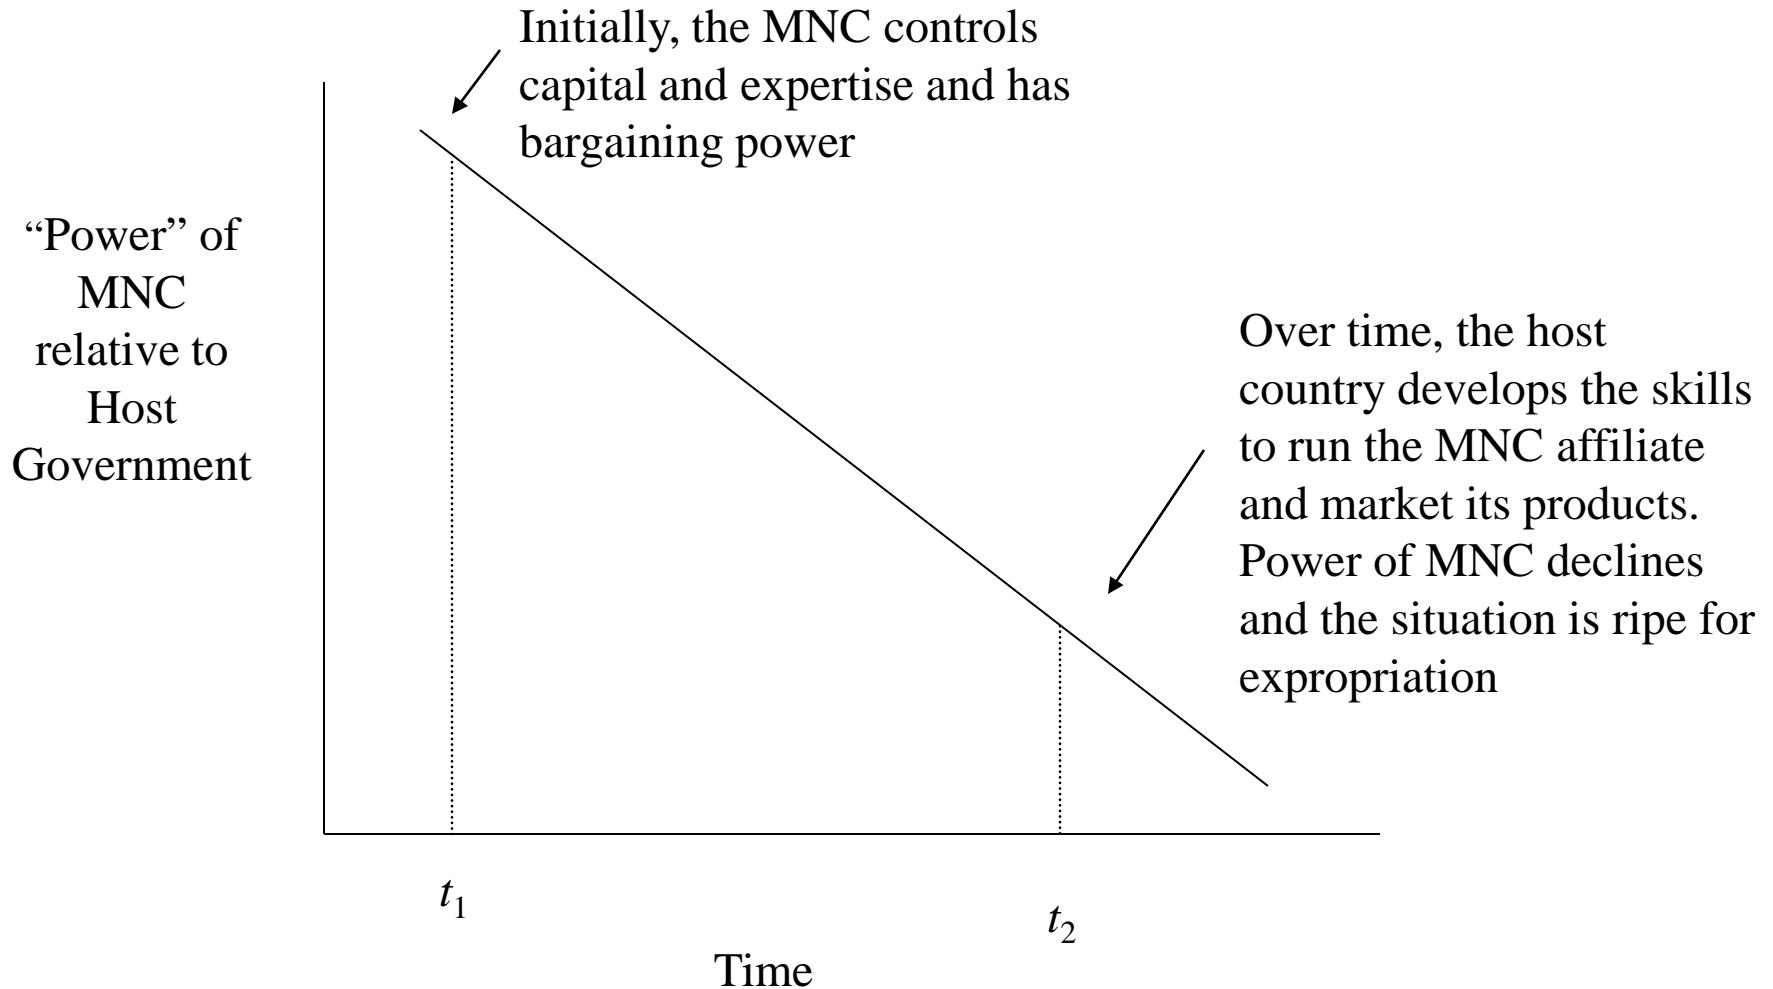 Initially, the MNC controls
capital and expertise and has
bargaining power
“Power” of
MNC
relative to
Host
Government
Over time, the host
country develops the skills
to run the MNC affiliate
and market its products.
Power of MNC declines
and the situation is ripe for
expropriation
t₁
t₂
Time